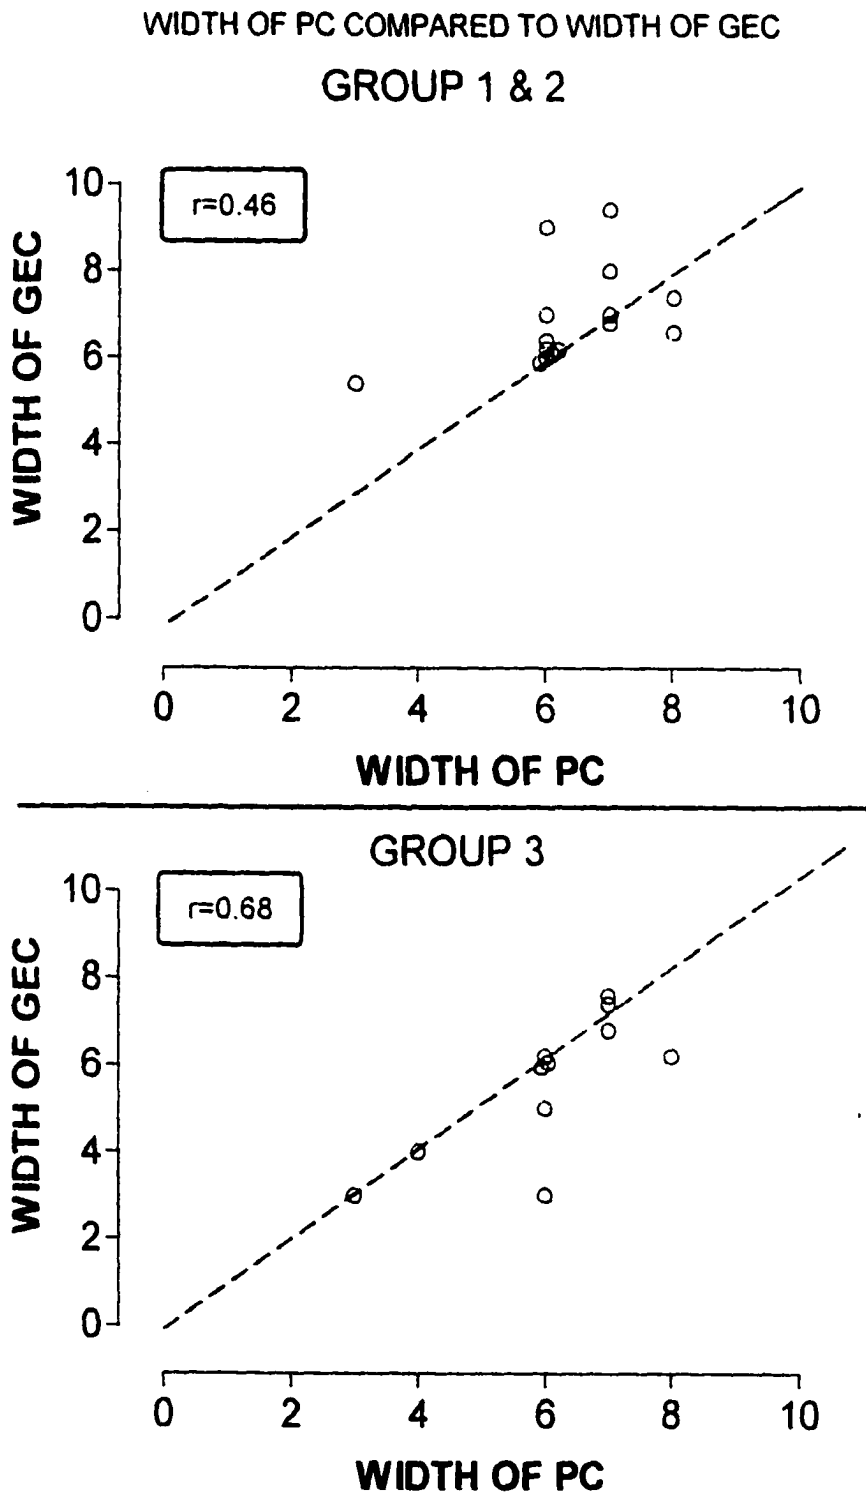 WIDTH OF PC COMPARED TO WIDTH OF GEC
GROUP 1 & 2
r=0.46
WIDTH OF GEC
10
8
6
4
2
0
0 2 4 6 8 10
WIDTH OF PC
GROUP 3
r=0.68
WIDTH OF GEC
10
8
6
4
2
0
0 2 4 6 8 10
WIDTH OF PC